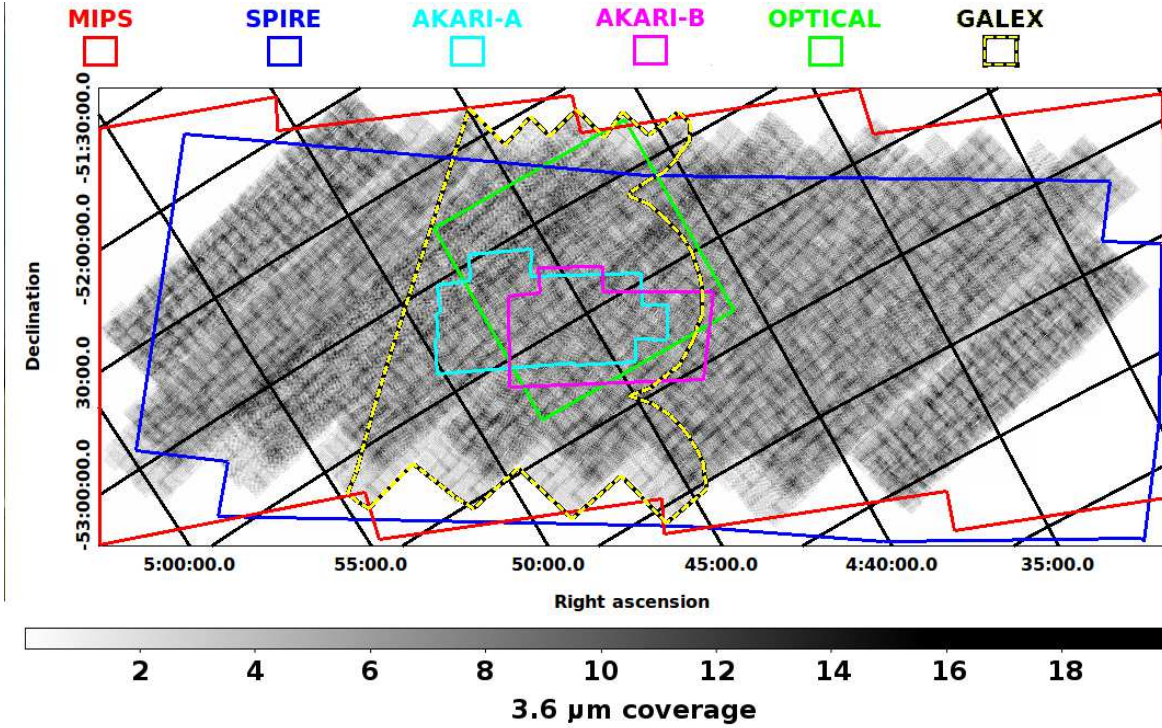 MIPS SPIRE AKARI-A AKARI-B OPTICAL GALEX
-51:30:00.0
-52:00:00.0
30:00.0
-53:00:00.0
Declination
5:00:00.0 55:00.0 50:00.0 45:00.0 4:40:00.0 35:00.0
Right ascension
2 4 6 8 10 12 14 16 18
3.6 μm coverage